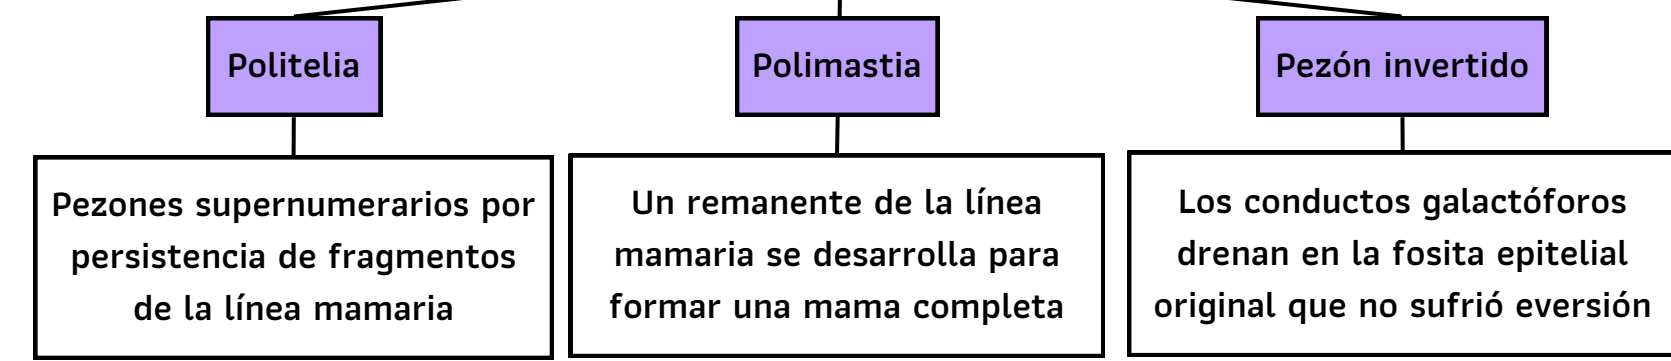 Politelia
Pezones supernumerarios por
persistencia de fragmentos
de la línea mamaria
Polimastia
Un remanente de la línea
mamaria se desarrolla para
formar una mama completa
Pezón invertido
Los conductos galactóforos
drenan en la fosita epitelial
original que no sufrió eversión